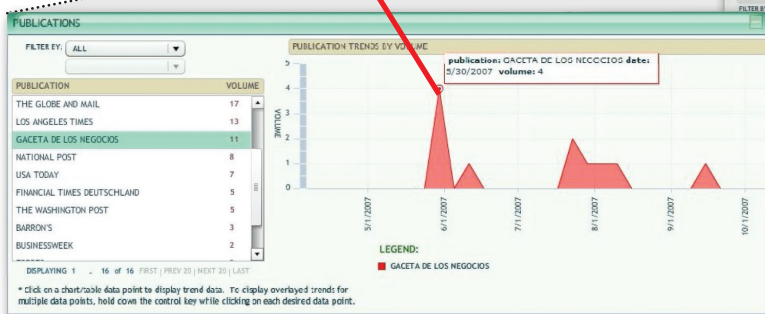 FILTER BY
PUBLICATIONS
FILTER BY: ALL
PUBLICATION VOLUME
THE GLOBE AND MAIL 17
LOS ANGELES TIMES 13
GACETA DE LOS NEGOCIOS 11
NATIONAL POST 8
USA TODAY 7
FINANCIAL TIMES DEUTSCHLAND 5
THE WASHINGTON POST 5
BARRON'S 3
BUSINESSWEEK 2
DISPLAYING 1 - 16 of 16 FIRST | PREV 20 | NEXT 20 | LAST
* Click on a chart/table data point to display trend data. To display overlayed trends for
multiple data points, hold down the control key while clicking on each desired data point.
PUBLICATION TRENDS BY VOLUME
publication: GACETA DE LOS NEGOCIOS date:
5/30/2007 volume: 4
VOLUME
5
4
3
2
1
0
5/1/2007
6/1/2007
7/1/2007
8/1/2007
9/1/2007
10/1/2007
LEGEND:
GACETA DE LOS NEGOCIOS